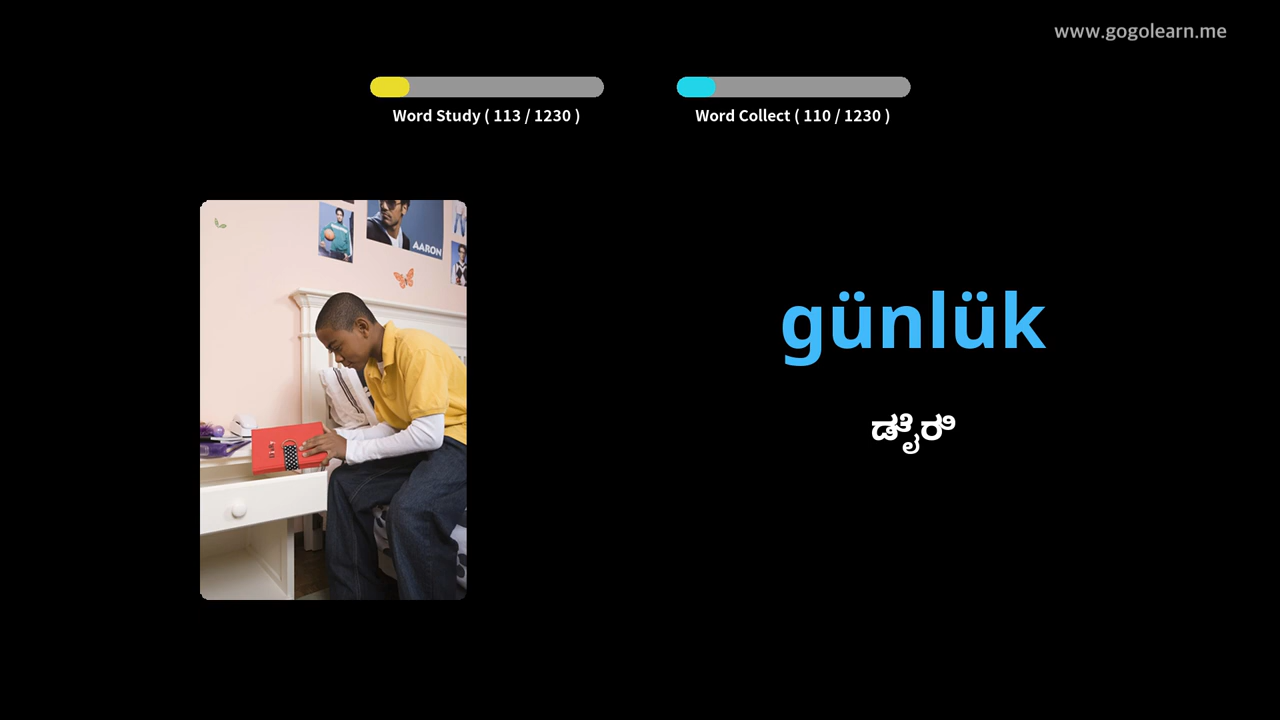 www.gogolearn.me
Word Study ( 113 / 1230 )
Word Collect ( 110 / 1230 )
AARON
günlük
ಡೈರಿ